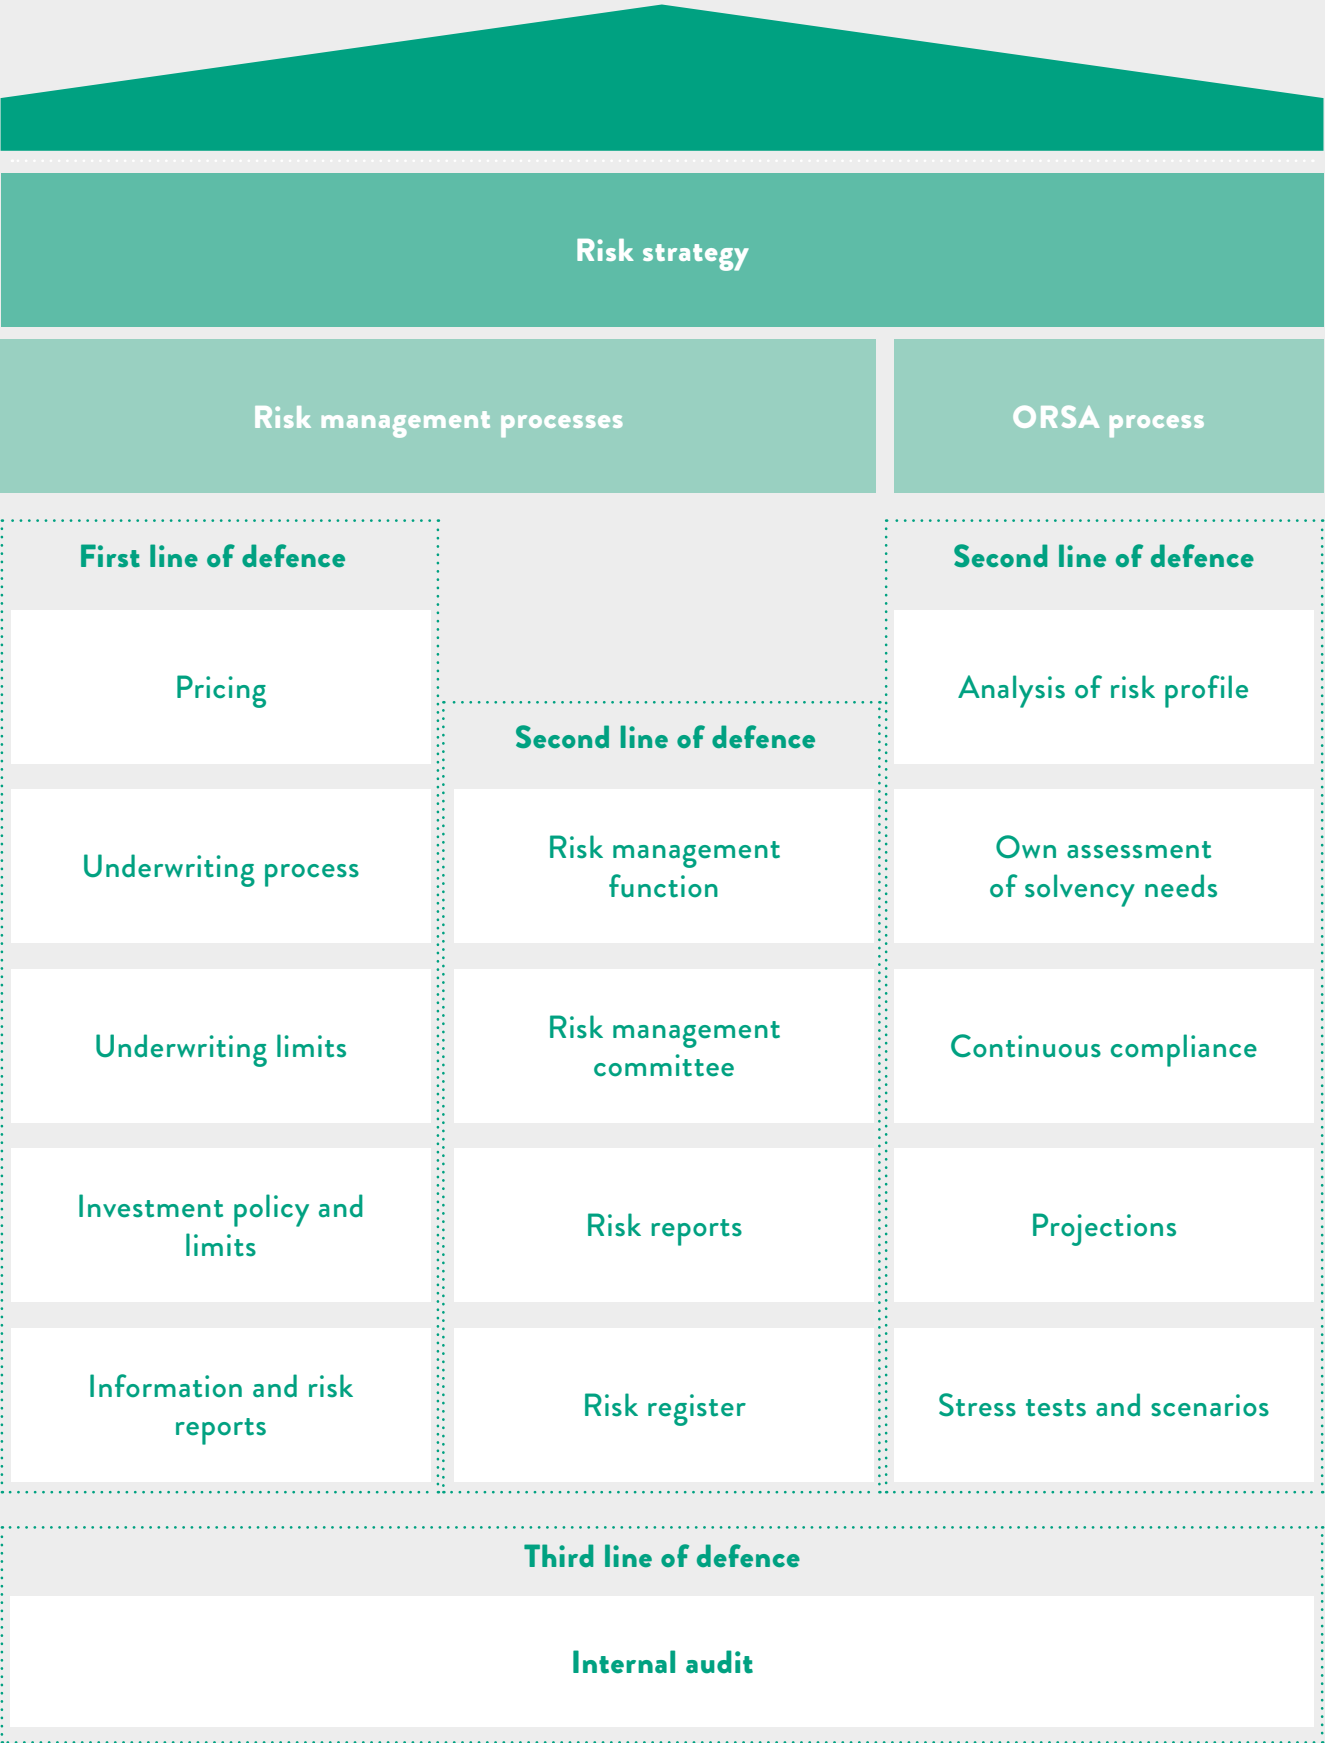 Risk strategy
Risk management processes
ORSA process
First line of defence
Pricing
Underwriting process
Underwriting limits
Investment policy and
limits
Information and risk
reports
Second line of defence
Risk management
function
Risk management
committee
Risk reports
Risk register
Second line of defence
Analysis of risk profile
Own assessment
of solvency needs
Continuous compliance
Projections
Stress tests and scenarios
Third line of defence
Internal audit